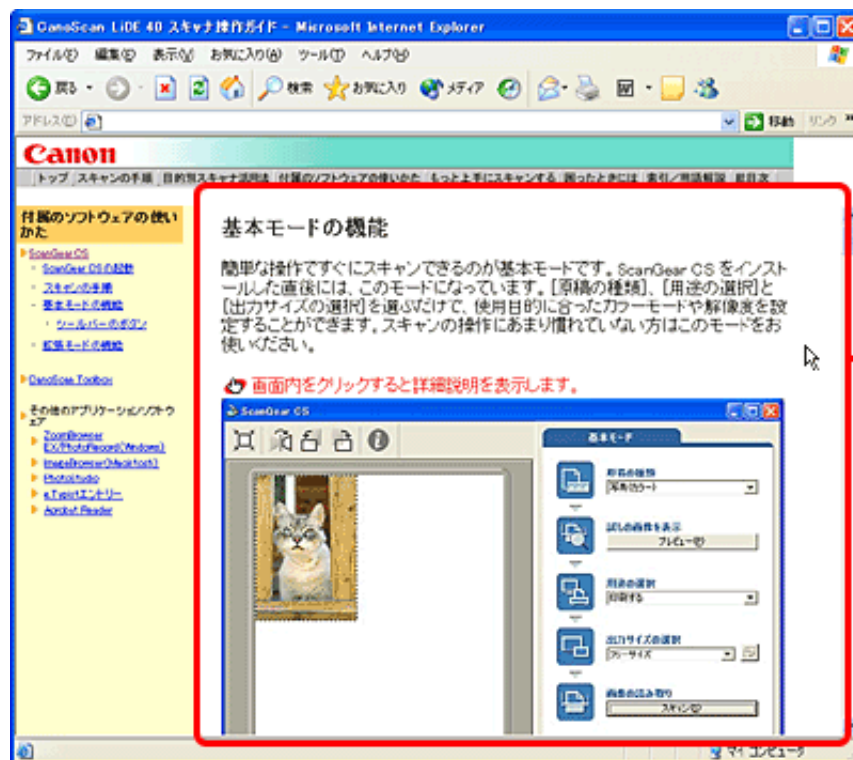 CanoScan LiDE 40 スキャナ操作ガイド - Microsoft Internet Explorer
ファイル(F) 編集(E) 表示(V) お気に入り(A) ツール(T) ヘルプ(H)
戻る 検索 お気に入り メディア
アドレス(D) 移動 リンク »
Canon
トップ スキャンの手順 目的別スキャナ活用法 付属のソフトウェアの使いかた もっと上手にスキャンする 困ったときには 索引/用語解説 総目次
付属のソフトウェアの使い
かた
ScanGear CS
ScanGear CSの起動
スキャンの手順
基本モードの機能
ツールバーのボタン
拡張モードの機能
CanoScan Toolbox
その他のアプリケーションソフトウ
ェア
ZoomBrowser
EX/PhotoRecord(Windows)
ImageBrowser(Macintosh)
PhotoStudio
e.Typistエントリー
Acrobat Reader
基本モードの機能
簡単な操作ですぐにスキャンできるのが基本モードです。ScanGear CS をインスト
ールした直後には、このモードになっています。[原稿の種類]、[用途の選択]と
[出力サイズの選択]を選ぶだけで、使用目的に合ったカラーモードや解像度を設
定することができます。スキャンの操作にあまり慣れていない方はこのモードをお
使いください。
画面内をクリックすると詳細説明を表示します。
ScanGear CS
基本モード
原稿の種類
写真(カラー)
試しの画像を表示
プレビュー(P)
用途の選択
印刷する
出力サイズの選択
フリーサイズ
画像の読み取り
スキャン(S)
マイ コンピュータ